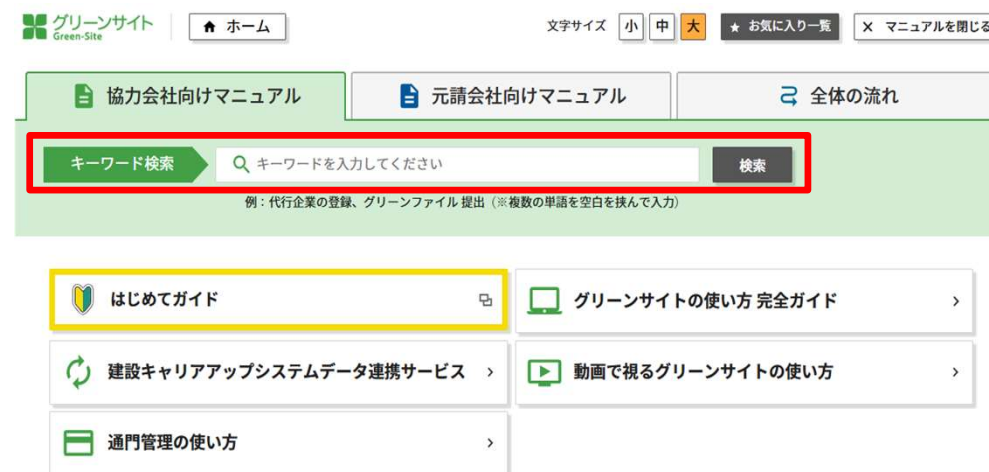 グリーンサイト
Green-Site
ホーム
文字サイズ 小 中 大
★ お気に入り一覧
X マニュアルを閉じる
協力会社向けマニュアル
元請会社向けマニュアル
全体の流れ
キーワード検索
キーワードを入力してください
検索
例：代行企業の登録、グリーンファイル 提出（※複数の単語を空白を挟んで入力）
はじめてガイド
グリーンサイトの使い方 完全ガイド
建設キャリアアップシステムデータ連携サービス
動画で視るグリーンサイトの使い方
通門管理の使い方